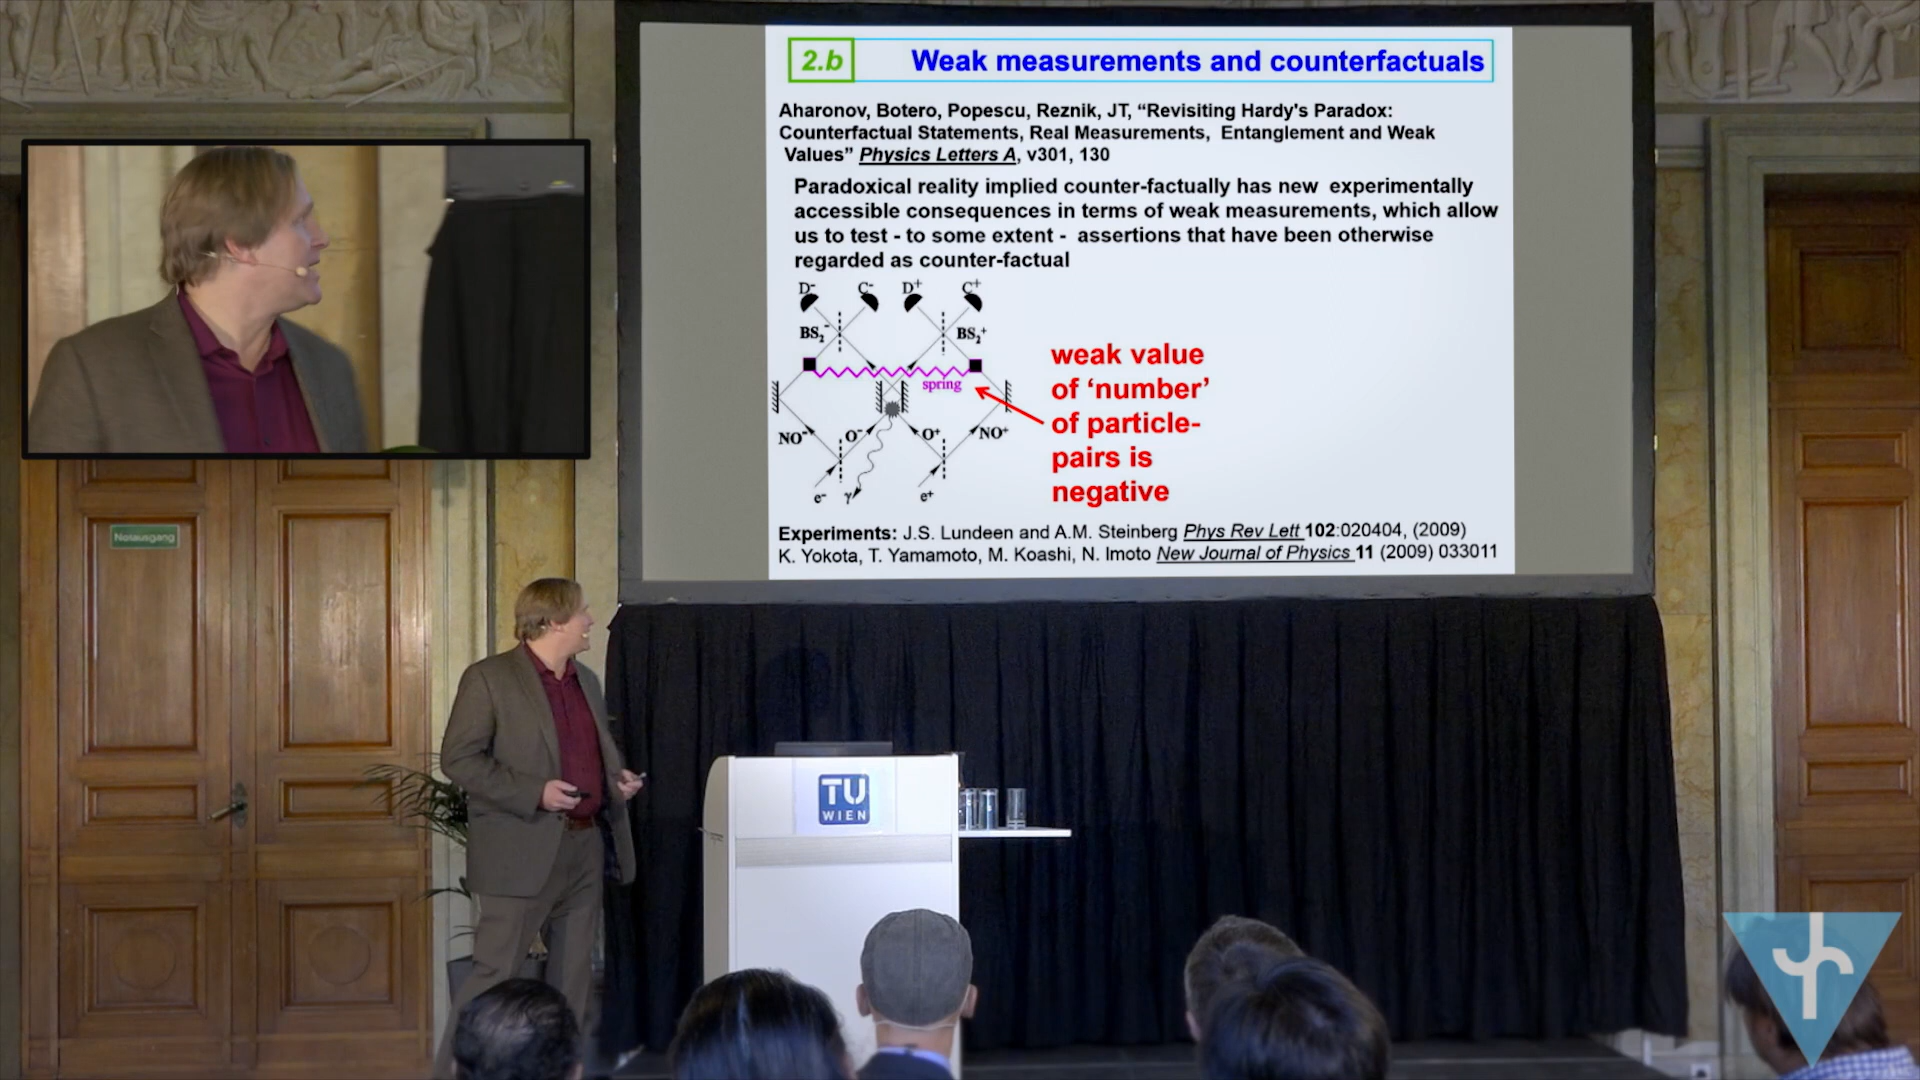 2.b Weak measurements and counterfactuals
Aharonov, Botero, Popescu, Reznik, JT, “Revisiting Hardy's Paradox:
Counterfactual Statements, Real Measurements, Entanglement and Weak
Values” Physics Letters A, v301, 130
Paradoxical reality implied counter-factually has new experimentally
accessible consequences in terms of weak measurements, which allow
us to test - to some extent - assertions that have been otherwise
regarded as counter-factual
D⁻ C⁻ D⁺ C⁺
BS₂⁻ BS₂⁺
spring
NO⁻ O⁻ O⁺ NO⁺
e⁻ γ e⁺
weak value
of ‘number’
of particle-
pairs is
negative
Experiments: J.S. Lundeen and A.M. Steinberg Phys Rev Lett 102:020404, (2009)
K. Yokota, T. Yamamoto, M. Koashi, N. Imoto New Journal of Physics 11 (2009) 033011
Notausgang
TU
WIEN